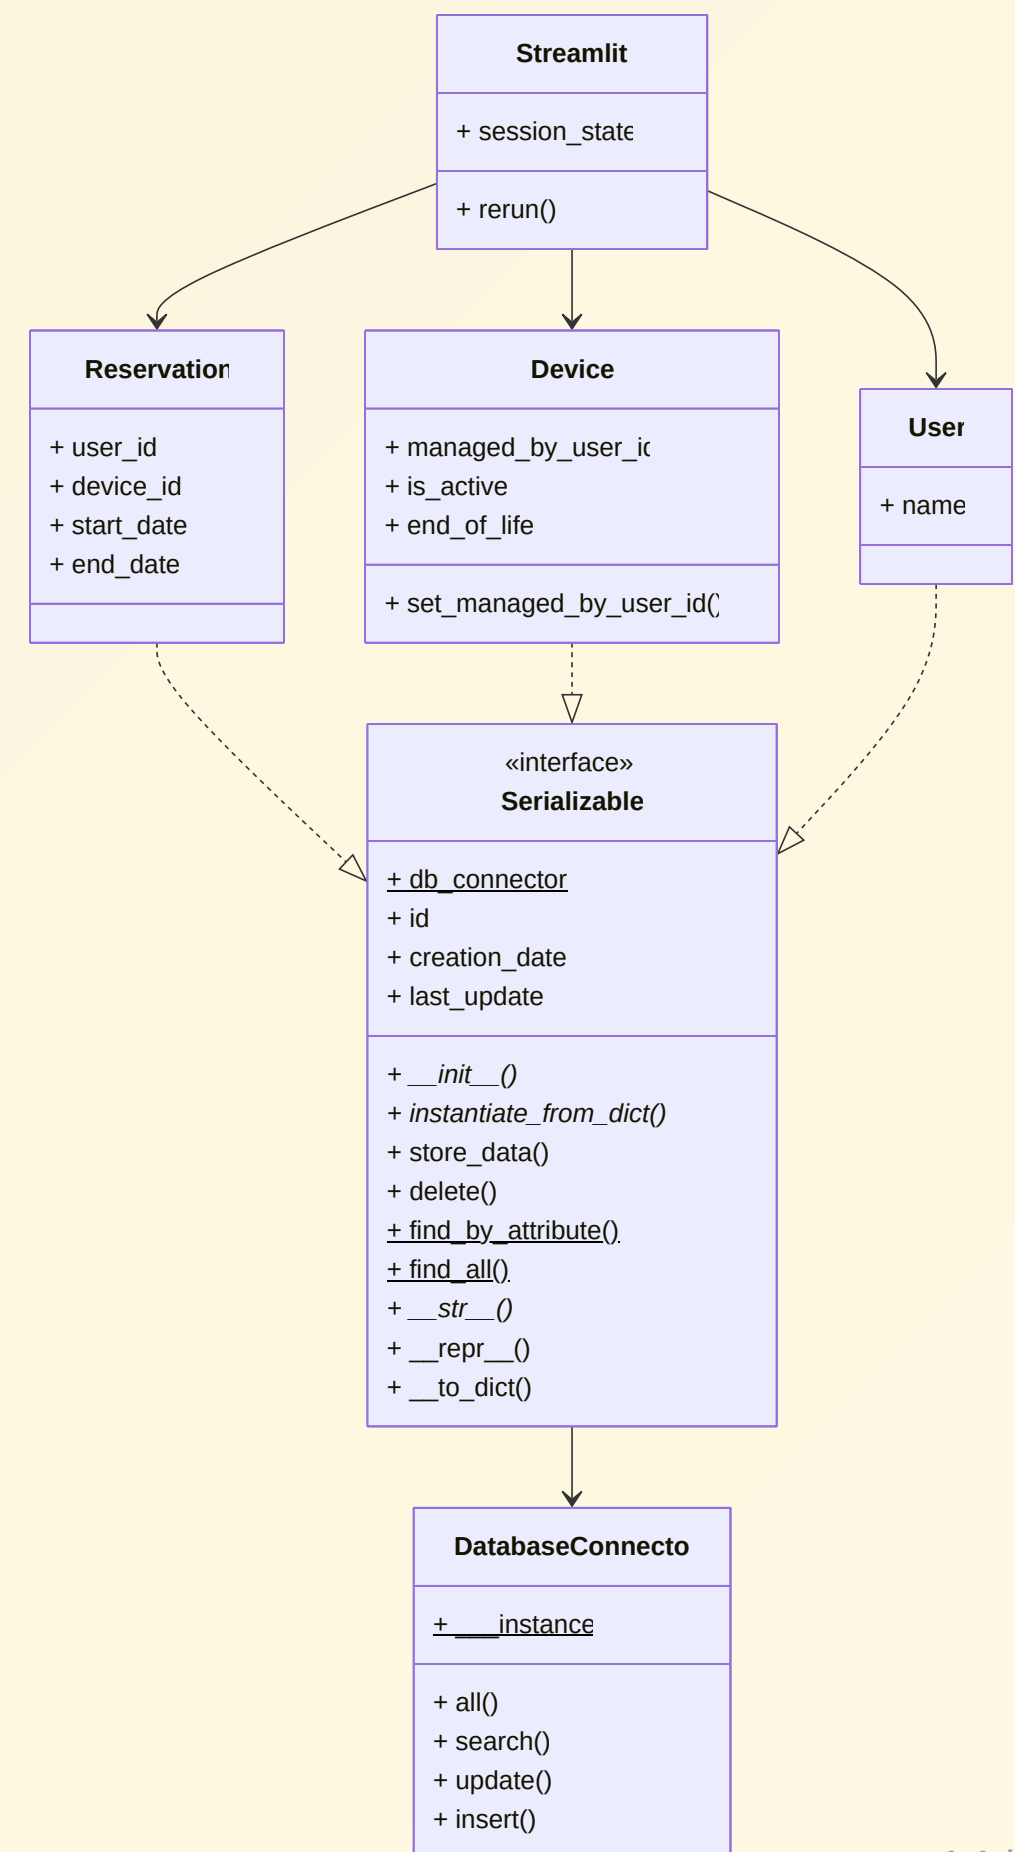 Streamlit
+ session_state
+ rerun()
Reservation
+ user_id
+ device_id
+ start_date
+ end_date
Device
+ managed_by_user_id
+ is_active
+ end_of_life
+ set_managed_by_user_id()
User
+ name
«interface»
Serializable
+ db_connector
+ id
+ creation_date
+ last_update
+ __init__()
+ instantiate_from_dict()
+ store_data()
+ delete()
+ find_by_attribute()
+ find_all()
+ __str__()
+ __repr__()
+ __to_dict()
DatabaseConnecto
+ ___instance
+ all()
+ search()
+ update()
+ insert()